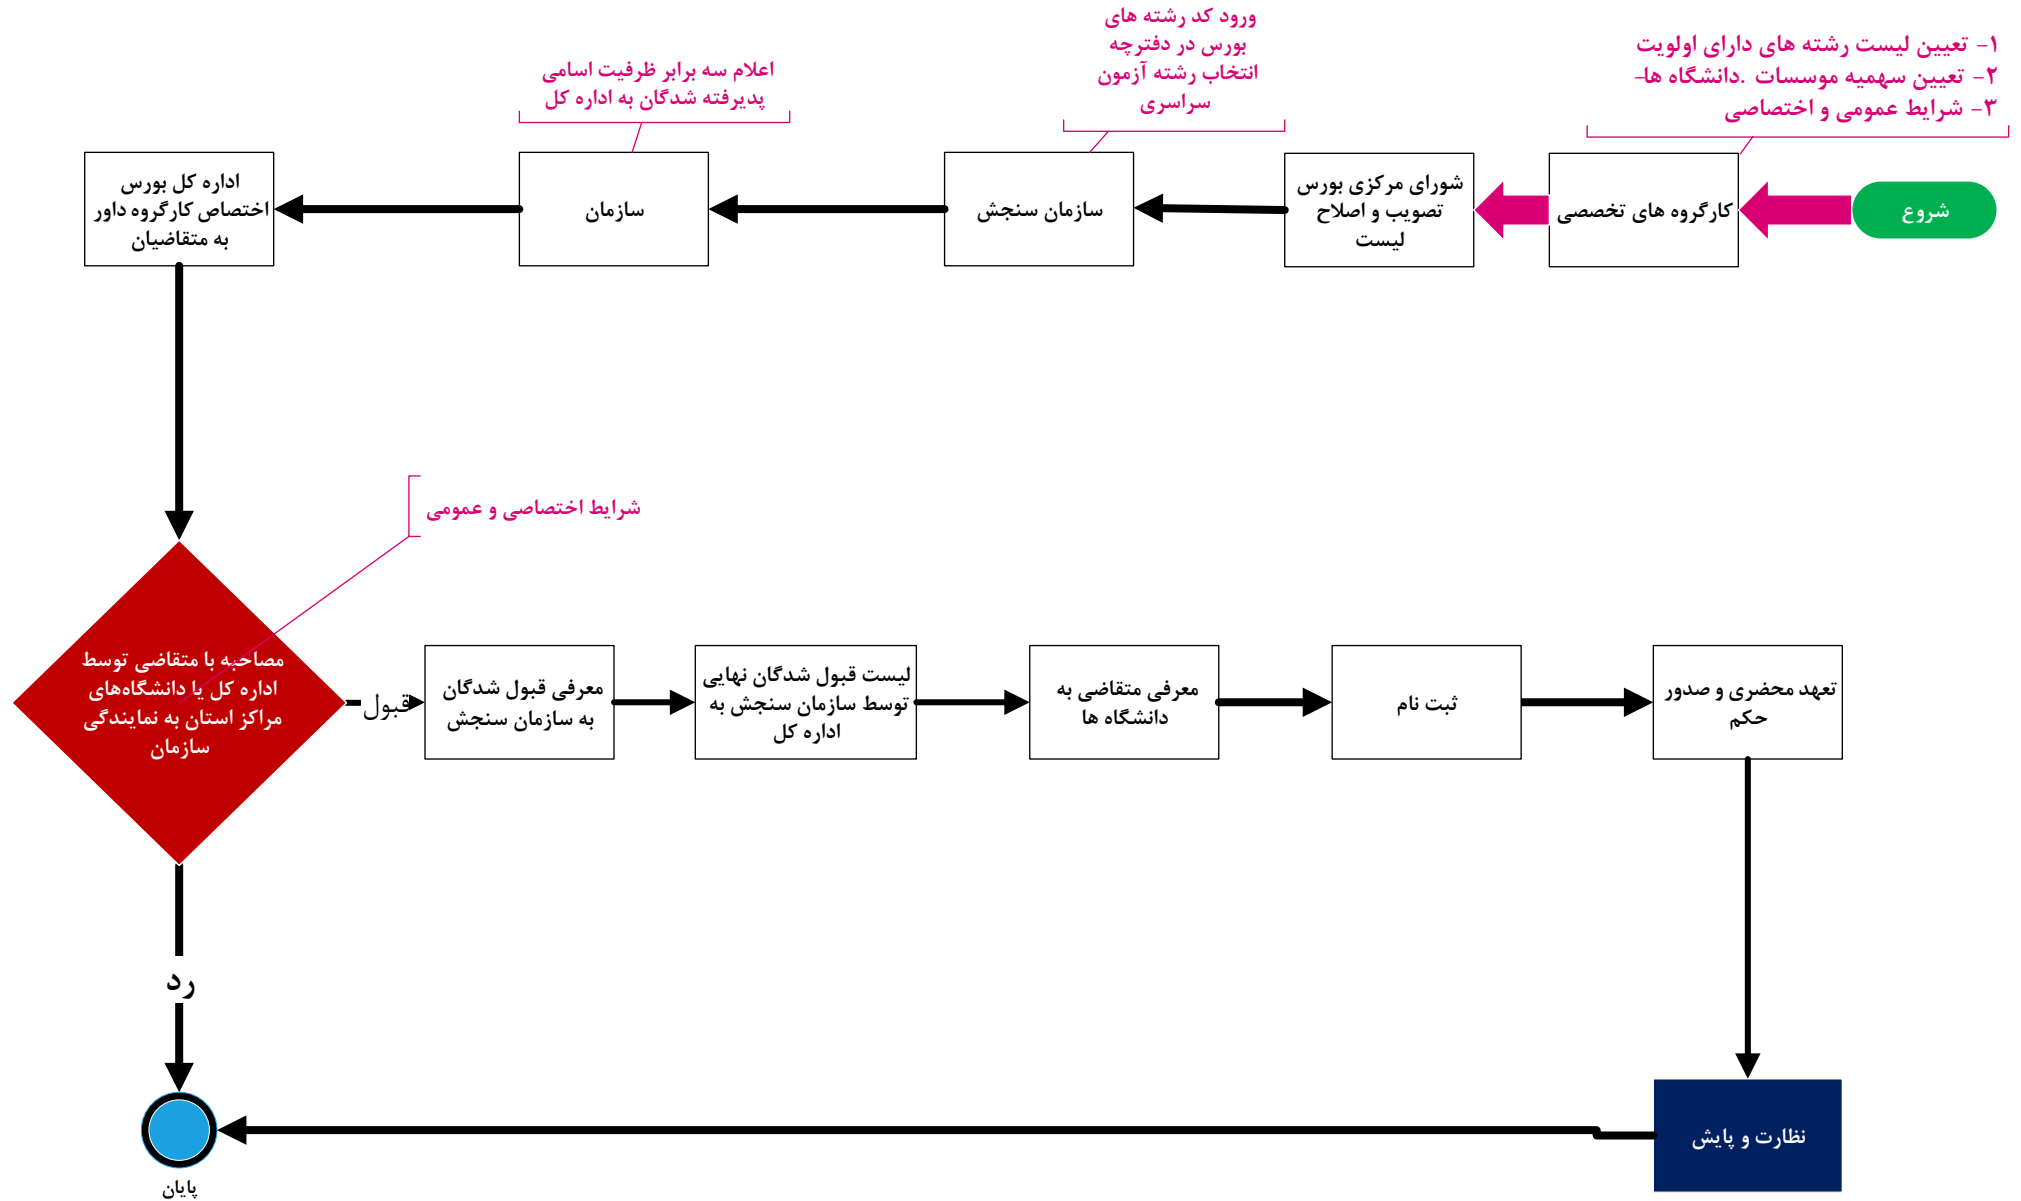 ۱- تعیین لیست رشته های دارای اولویت
۲- تعیین سهمیه موسسات .دانشگاه ها-
۳- شرایط عمومی و اختصاصی
ورود کد رشته های
بورس در دفترچه
انتخاب رشته آزمون
سراسری
اعلام سه برابر ظرفیت اسامی
پدیرفته شدگان به اداره کل
شروع
کارگروه های تخصصی
شورای مرکزی بورس
تصویب و اصلاح
لیست
سازمان سنجش
سازمان
اداره کل بورس
اختصاص کارگروه داور
به متقاضیان
شرایط اختصاصی و عمومی
مصاحبه با متقاضی توسط
اداره کل یا دانشگاه‌های
مراکز استان به نمایندگی
سازمان
قبول
معرفی قبول شدگان
به سازمان سنجش
لیست قبول شدگان نهایی
توسط سازمان سنجش به
اداره کل
معرفی متقاضی به
دانشگاه ها
ثبت نام
تعهد محضری و صدور
حکم
رد
نظارت و پایش
پایان